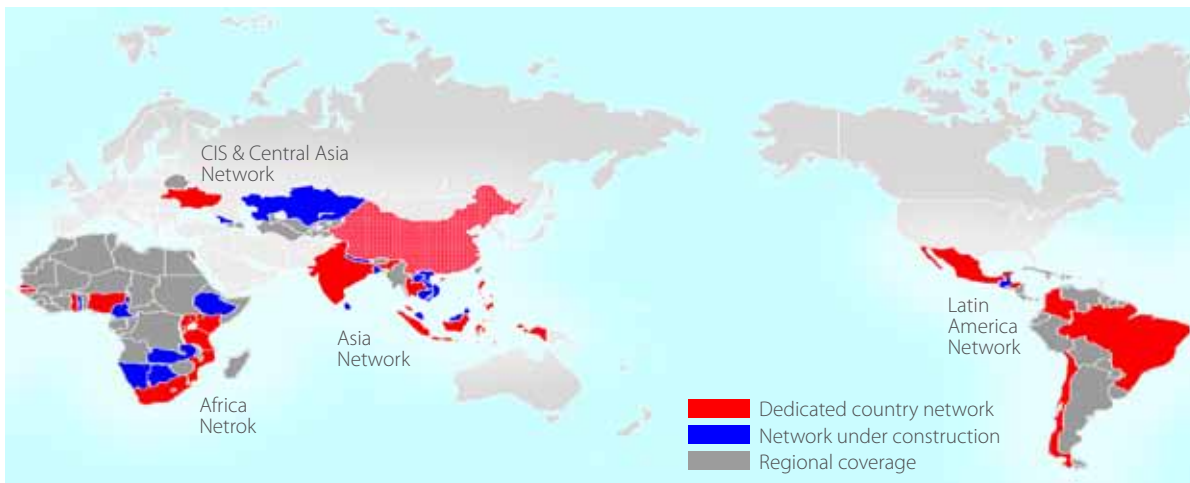 CIS & Central Asia
Network
Asia
Network
Africa
Netrok
Latin
America
Network
Dedicated country network
Network under construction
Regional coverage